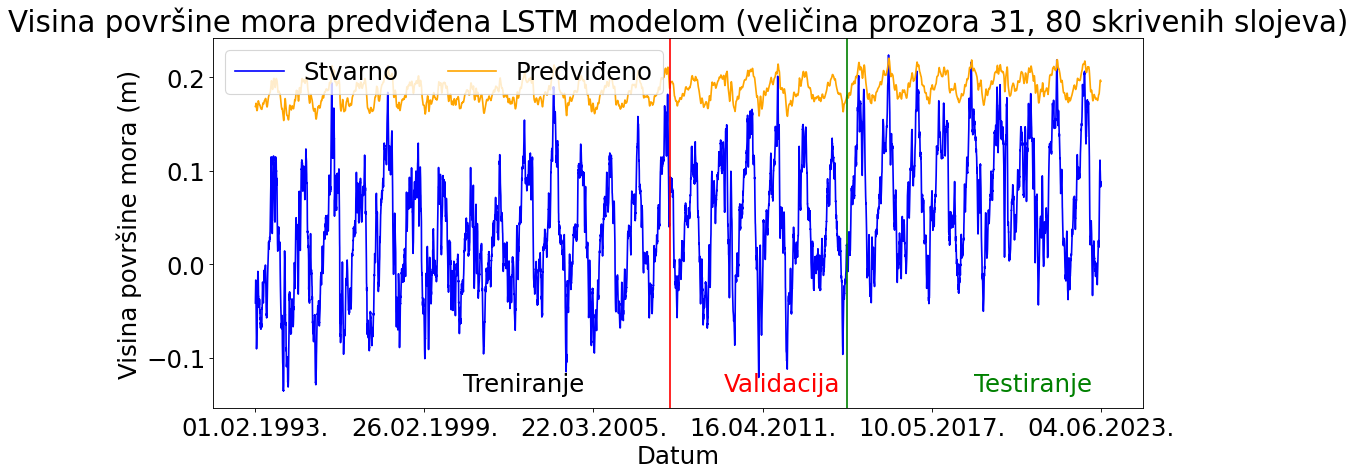 Visina površine mora predviđena LSTM modelom (veličina prozora 31, 80 skrivenih slojeva)
Stvarno Predviđeno
Visina površine mora (m)
0.2
0.1
0.0
−0.1
Treniranje Validacija Testiranje
01.02.1993. 26.02.1999. 22.03.2005. 16.04.2011. 10.05.2017. 04.06.2023.
Datum